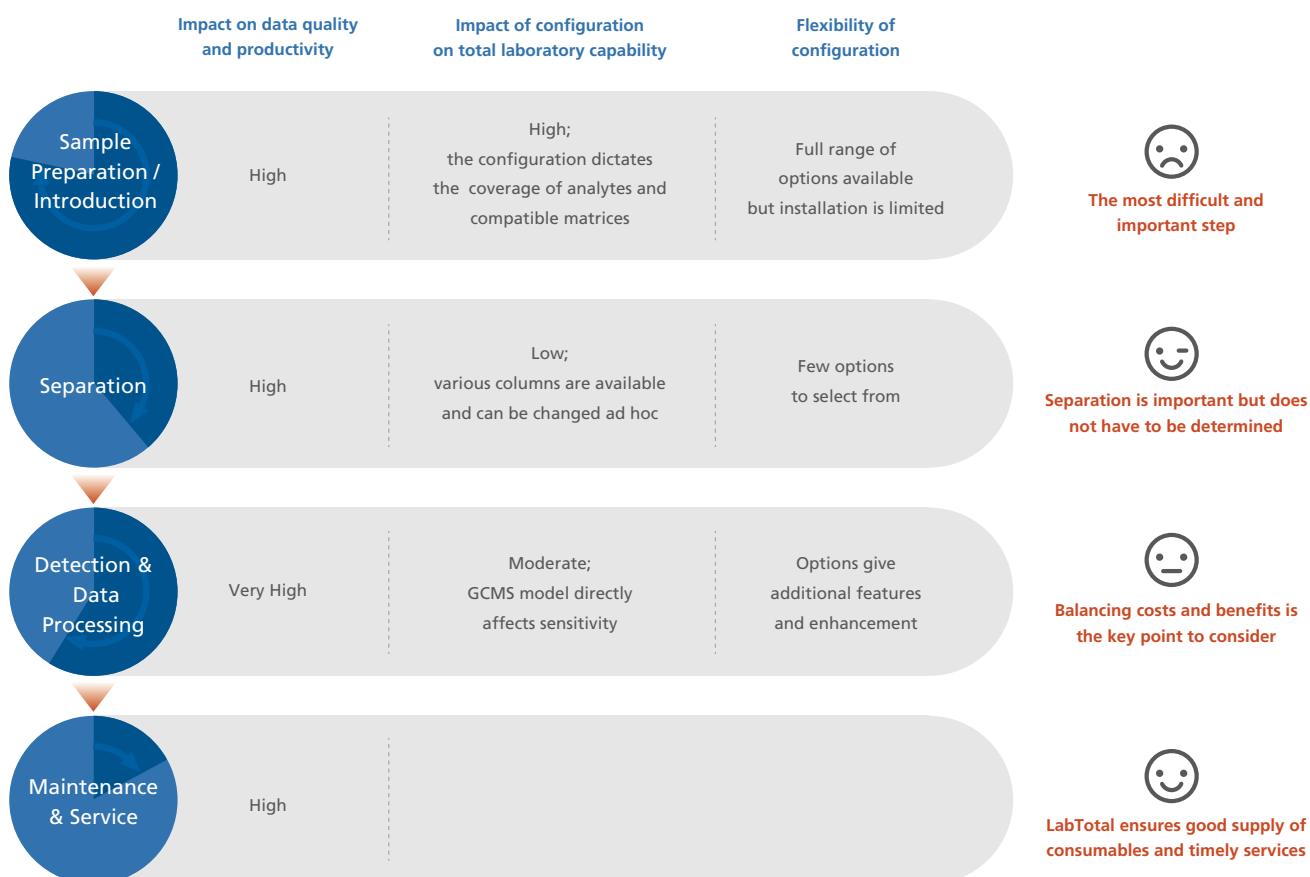 Impact on data quality
and productivity
Impact of configuration
on total laboratory capability
Flexibility of
configuration
Sample
Preparation /
Introduction
High
High;
the configuration dictates
the coverage of analytes and
compatible matrices
Full range of
options available
but installation is limited
The most difficult and
important step
Separation
High
Low;
various columns are available
and can be changed ad hoc
Few options
to select from
Separation is important but does
not have to be determined
Detection &
Data
Processing
Very High
Moderate;
GCMS model directly
affects sensitivity
Options give
additional features
and enhancement
Balancing costs and benefits is
the key point to consider
Maintenance
& Service
High
LabTotal ensures good supply of
consumables and timely services